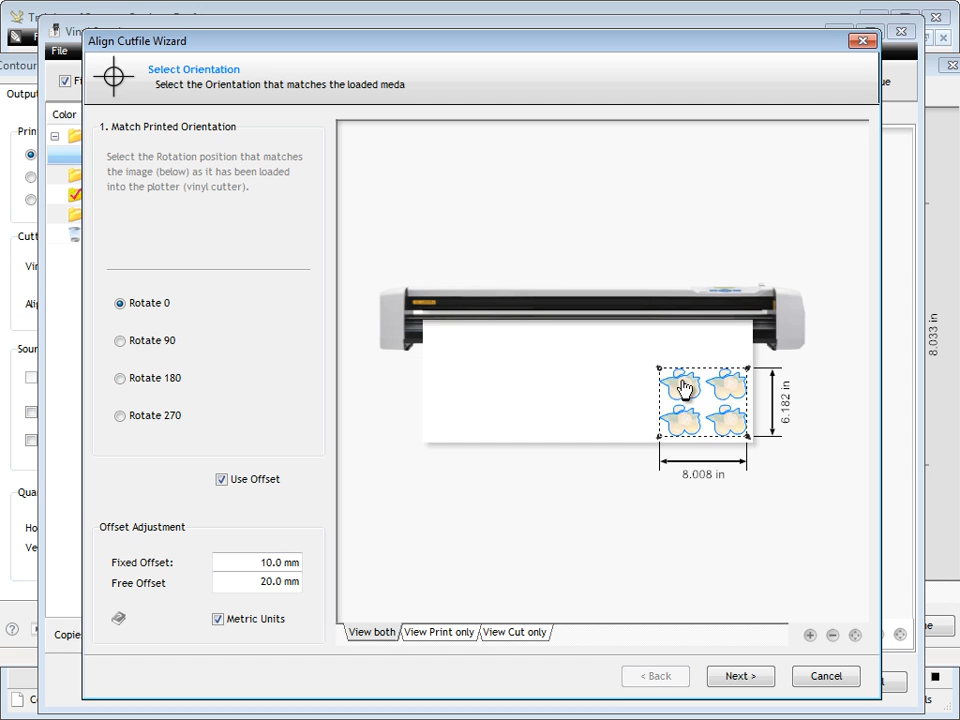 Align Cutfile Wizard
File
Select Orientation
Select the Orientation that matches the loaded meda
Output
Color
1. Match Printed Orientation
Select the Rotation position that matches
the image (below) as it has been loaded
into the plotter (vinyl cutter).
Rotate 0
Rotate 90
Rotate 180
Rotate 270
6.182 in
8.008 in
8.033 in
Use Offset
Offset Adjustment
Fixed Offset:
10.0 mm
Free Offset
20.0 mm
Metric Units
View both
View Print only
View Cut only
Copie
< Back
Next >
Cancel